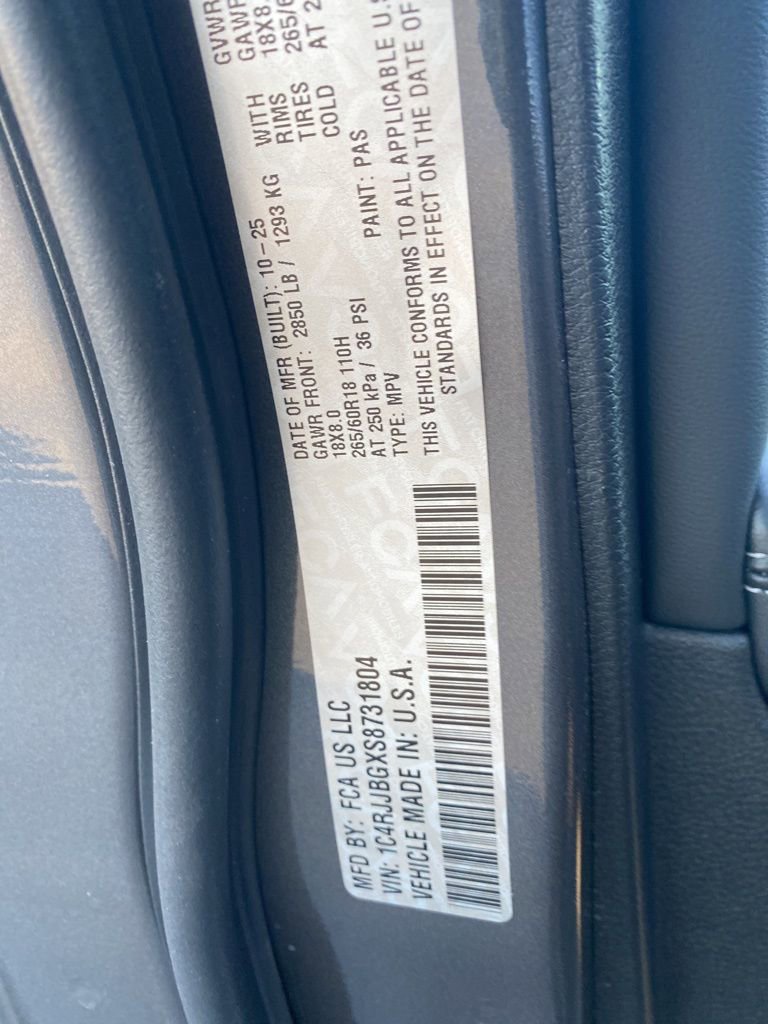 MFD BY: FCA US LLC
VIN: 1C4RJJBGXS8731804
VEHICLE MADE IN: U.S.A.
DATE OF MFR (BUILT): 10-25
GVWR
GAWR FRONT: 2850 LB / 1293 KG WITH GAWR
18X8.0 RIMS 18X8.
265/60R18 110H TIRES 265/6
AT 250 kPa / 36 PSI COLD AT 2
TYPE: MPV PAINT: PAS
THIS VEHICLE CONFORMS TO ALL APPLICABLE U.S
STANDARDS IN EFFECT ON THE DATE OF